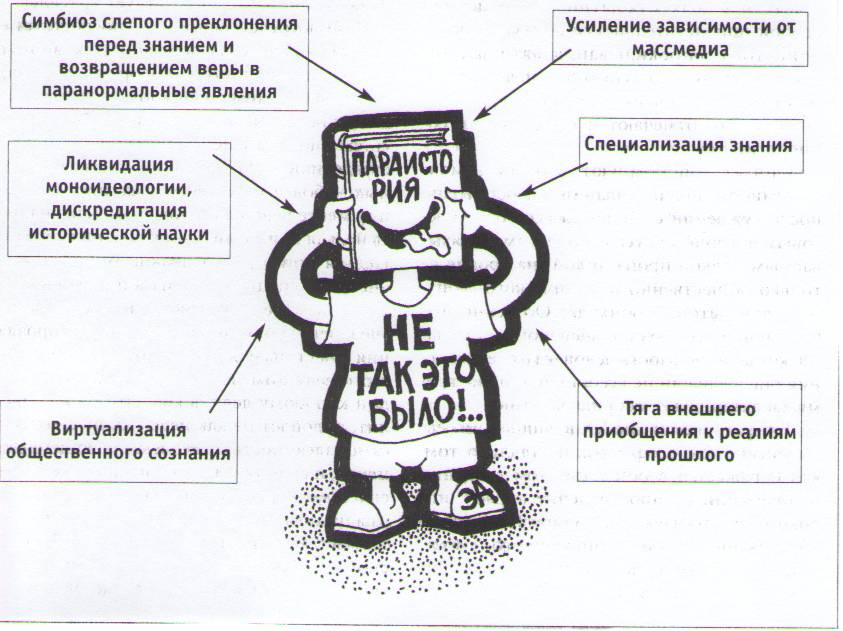 Симбиоз слепого преклонения
перед знанием и
возвращением веры в
паранормальные явления
Усиление зависимости от
массмедиа
Ликвидация
моноидеологии,
дискредитация
исторической науки
Специализация знания
ПАРАИСТО
РИЯ
НЕ
ТАК ЭТО
БЫЛО!..
Виртуализация
общественного сознания
Тяга внешнего
приобщения к реалиям
прошлого
ЭА